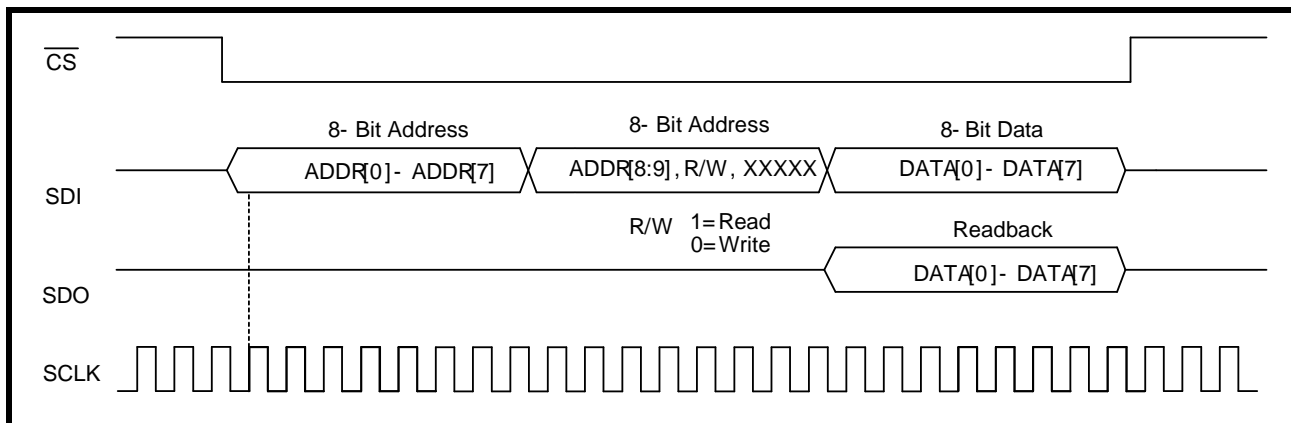 CS
8- Bit Address
8- Bit Address
8- Bit Data
SDI
ADDR[0]- ADDR[7]
ADDR[8:9], R/W, XXXXX
DATA[0]- DATA[7]
R/W 1=Read
0=Write
Readback
SDO
DATA[0]- DATA[7]
SCLK